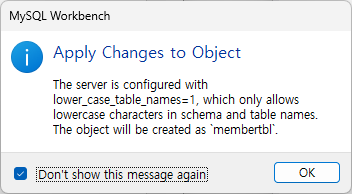 MySQL Workbench
Apply Changes to Object
The server is configured with
lower_case_table_names=1, which only allows
lowercase characters in schema and table names.
The object will be created as `membertbl`.
Don't show this message again
OK